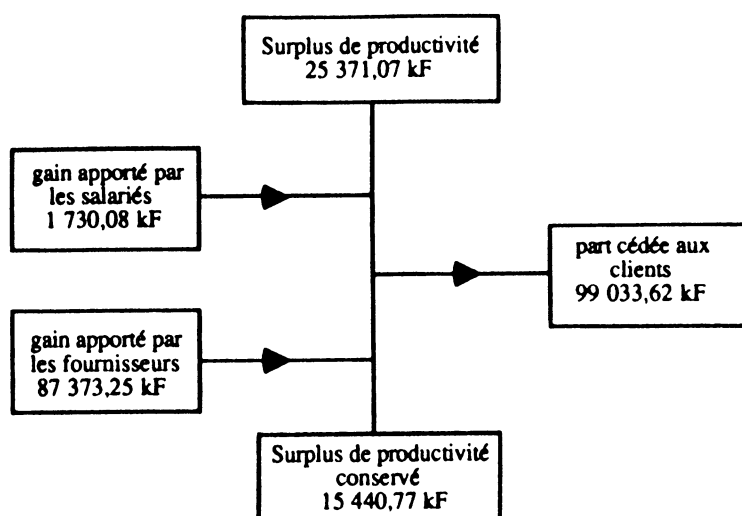 Surplus de productivité
25 371,07 kF
gain apporté par
les salariés
1 730,08 kF
part cédée aux
clients
99 033,62 kF
gain apporté par
les fournisseurs
87 373,25 kF
Surplus de productivité
conservé
15 440,77 kF